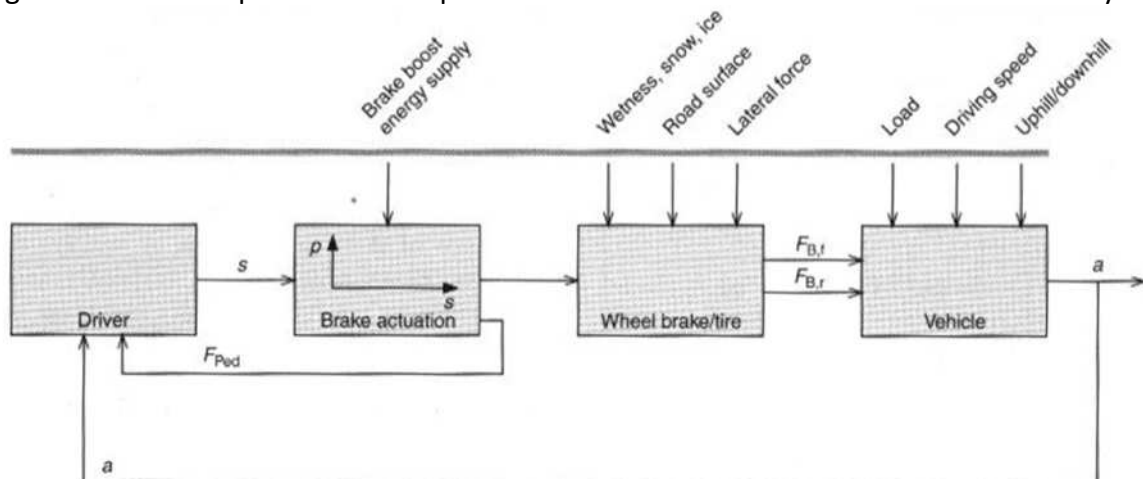 Brake boost
energy supply
Wetness, snow, ice
Road surface
Lateral force
Load
Driving speed
Uphill/downhill
p
s
Driver
s
Brake actuation
Wheel brake/tire
F_B,f
F_B,r
Vehicle
a
F_Ped
a